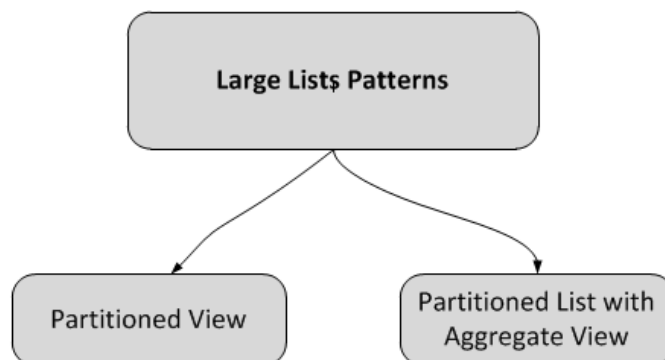 Large Lists Patterns
Partitioned View
Partitioned List with
Aggregate View